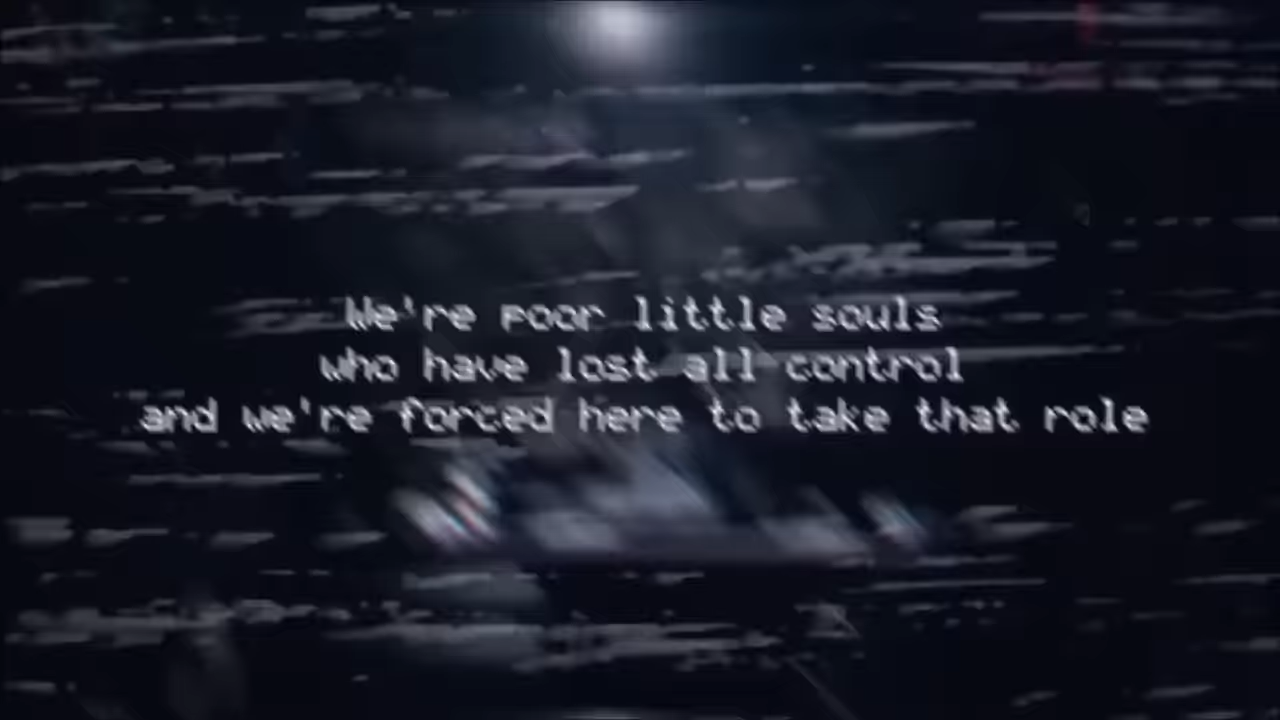 We're poor little souls
who have lost all control
and we're forced here to take that role